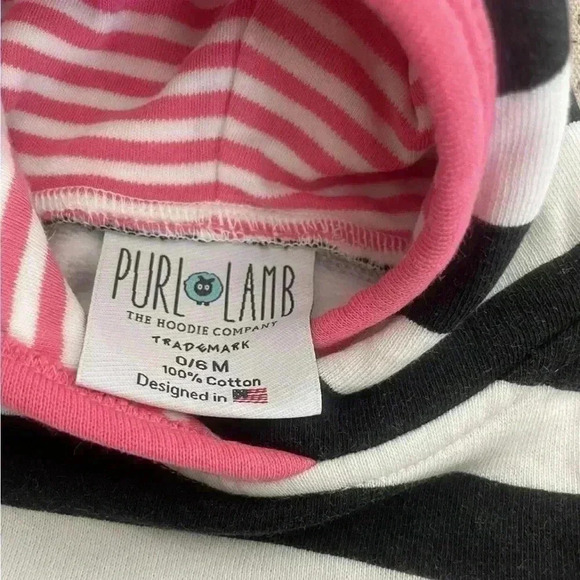 PURL LAMB
THE HOODIE COMPANY
TRADEMARK
0/6 M
100% Cotton
Designed in